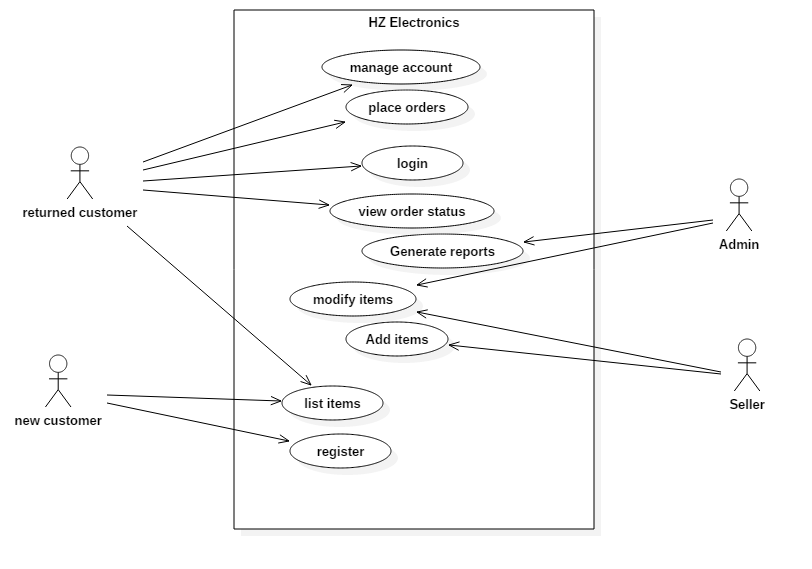 HZ Electronics
manage account
place orders
login
returned customer
view order status
Admin
Generate reports
modify items
Add items
list items
Seller
new customer
register